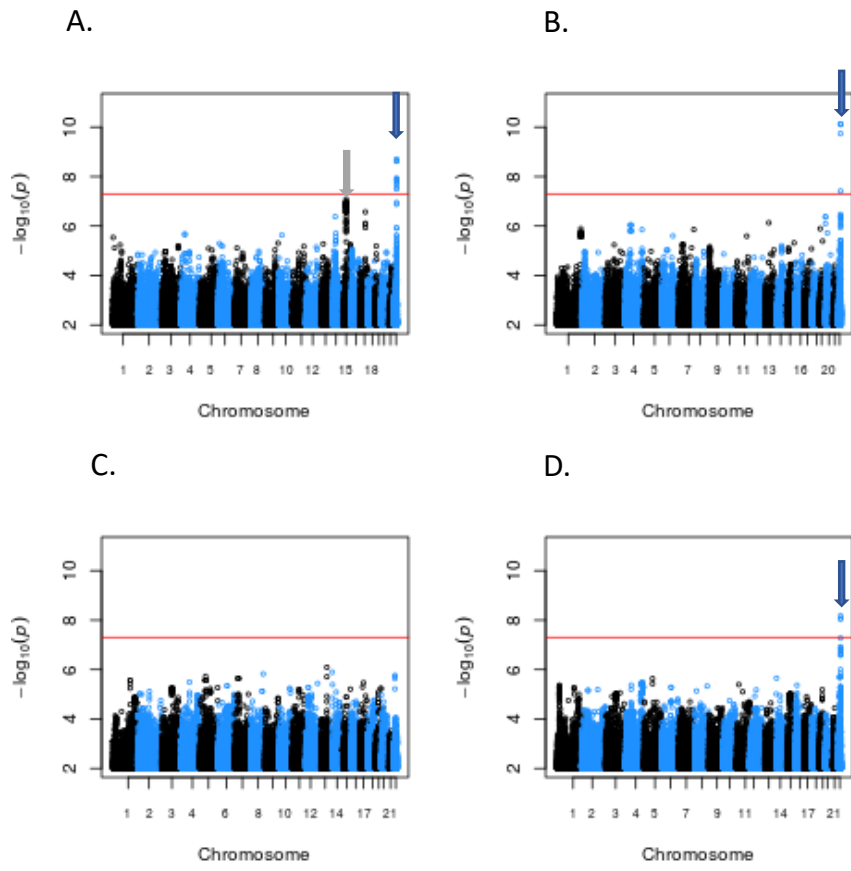 A.
B.
−log10(p)
10
8
6
4
2
1 2 3 4 5 7 8 10 12 15 18
Chromosome
−log10(p)
10
8
6
4
2
1 2 3 4 5 7 9 11 13 16 20
Chromosome
C.
D.
−log10(p)
10
8
6
4
2
1 2 3 4 6 8 10 12 14 17 21
Chromosome
−log10(p)
10
8
6
4
2
1 2 3 4 5 7 9 11 14 17 21
Chromosome